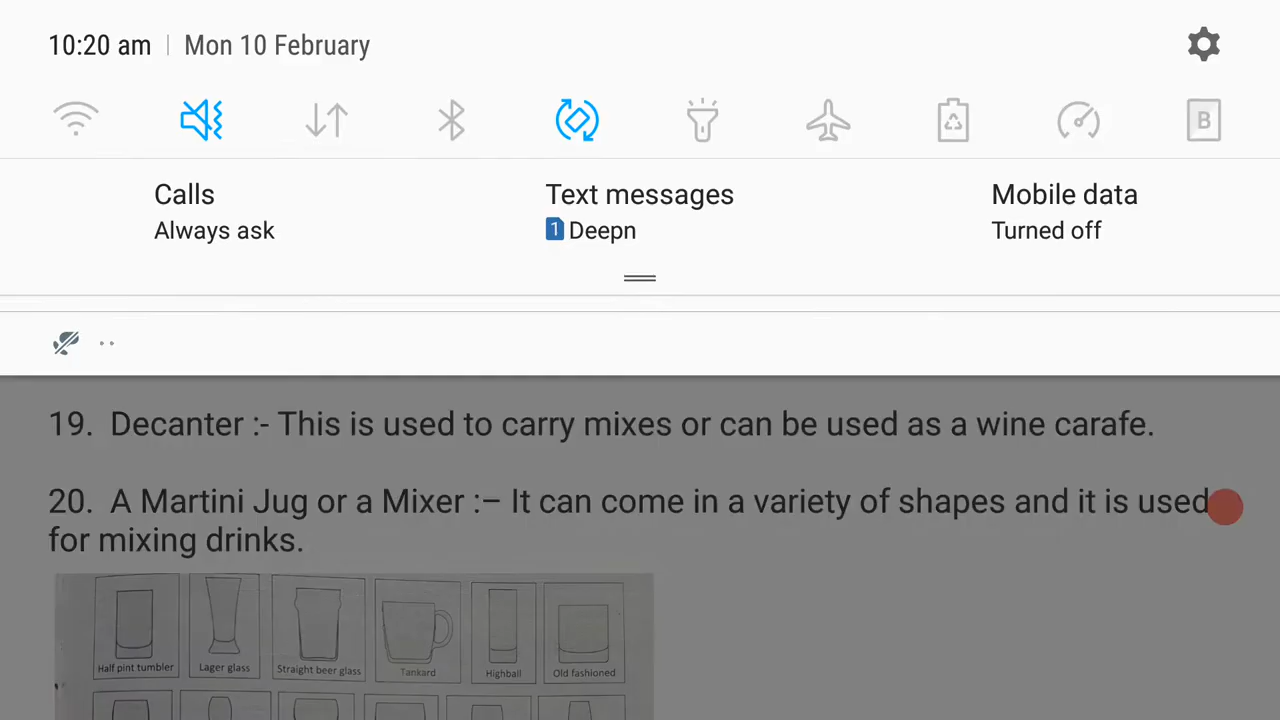 10:20 am | Mon 10 February
B
Calls Text messages Mobile data
Always ask 1 Deepn Turned off
19. Decanter :- This is used to carry mixes or can be used as a wine carafe.
20. A Martini Jug or a Mixer :– It can come in a variety of shapes and it is used
for mixing drinks.
Half pint tumbler Lager glass Straight beer glass Tankard Highball Old fashioned